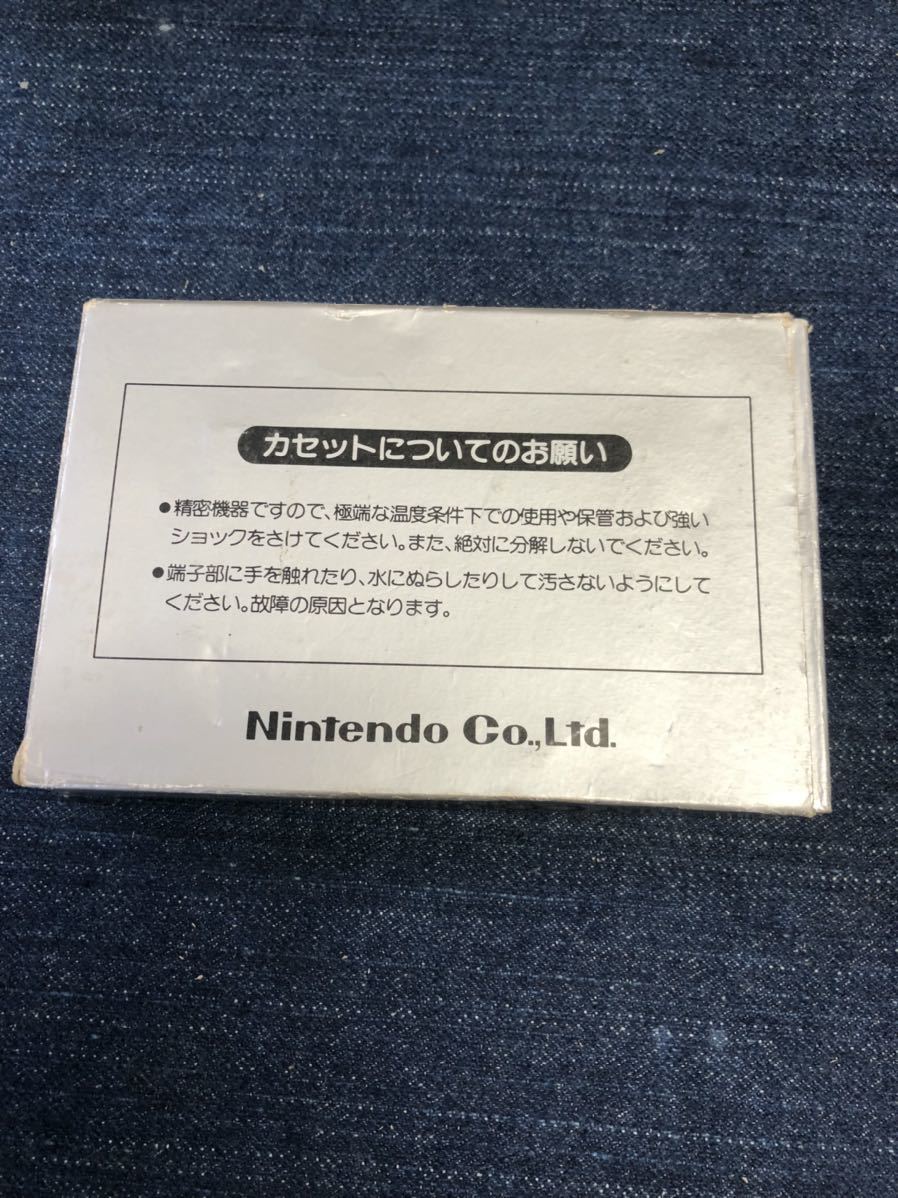 カセットについてのお願い
●精密機器ですので、極端な温度条件下での使用や保管および強い
ショックをさけてください。また、絶対に分解しないでください。
●端子部に手を触れたり、水にぬらしたりして汚さないようにして
ください。故障の原因となります。
Nintendo Co.,Ltd.